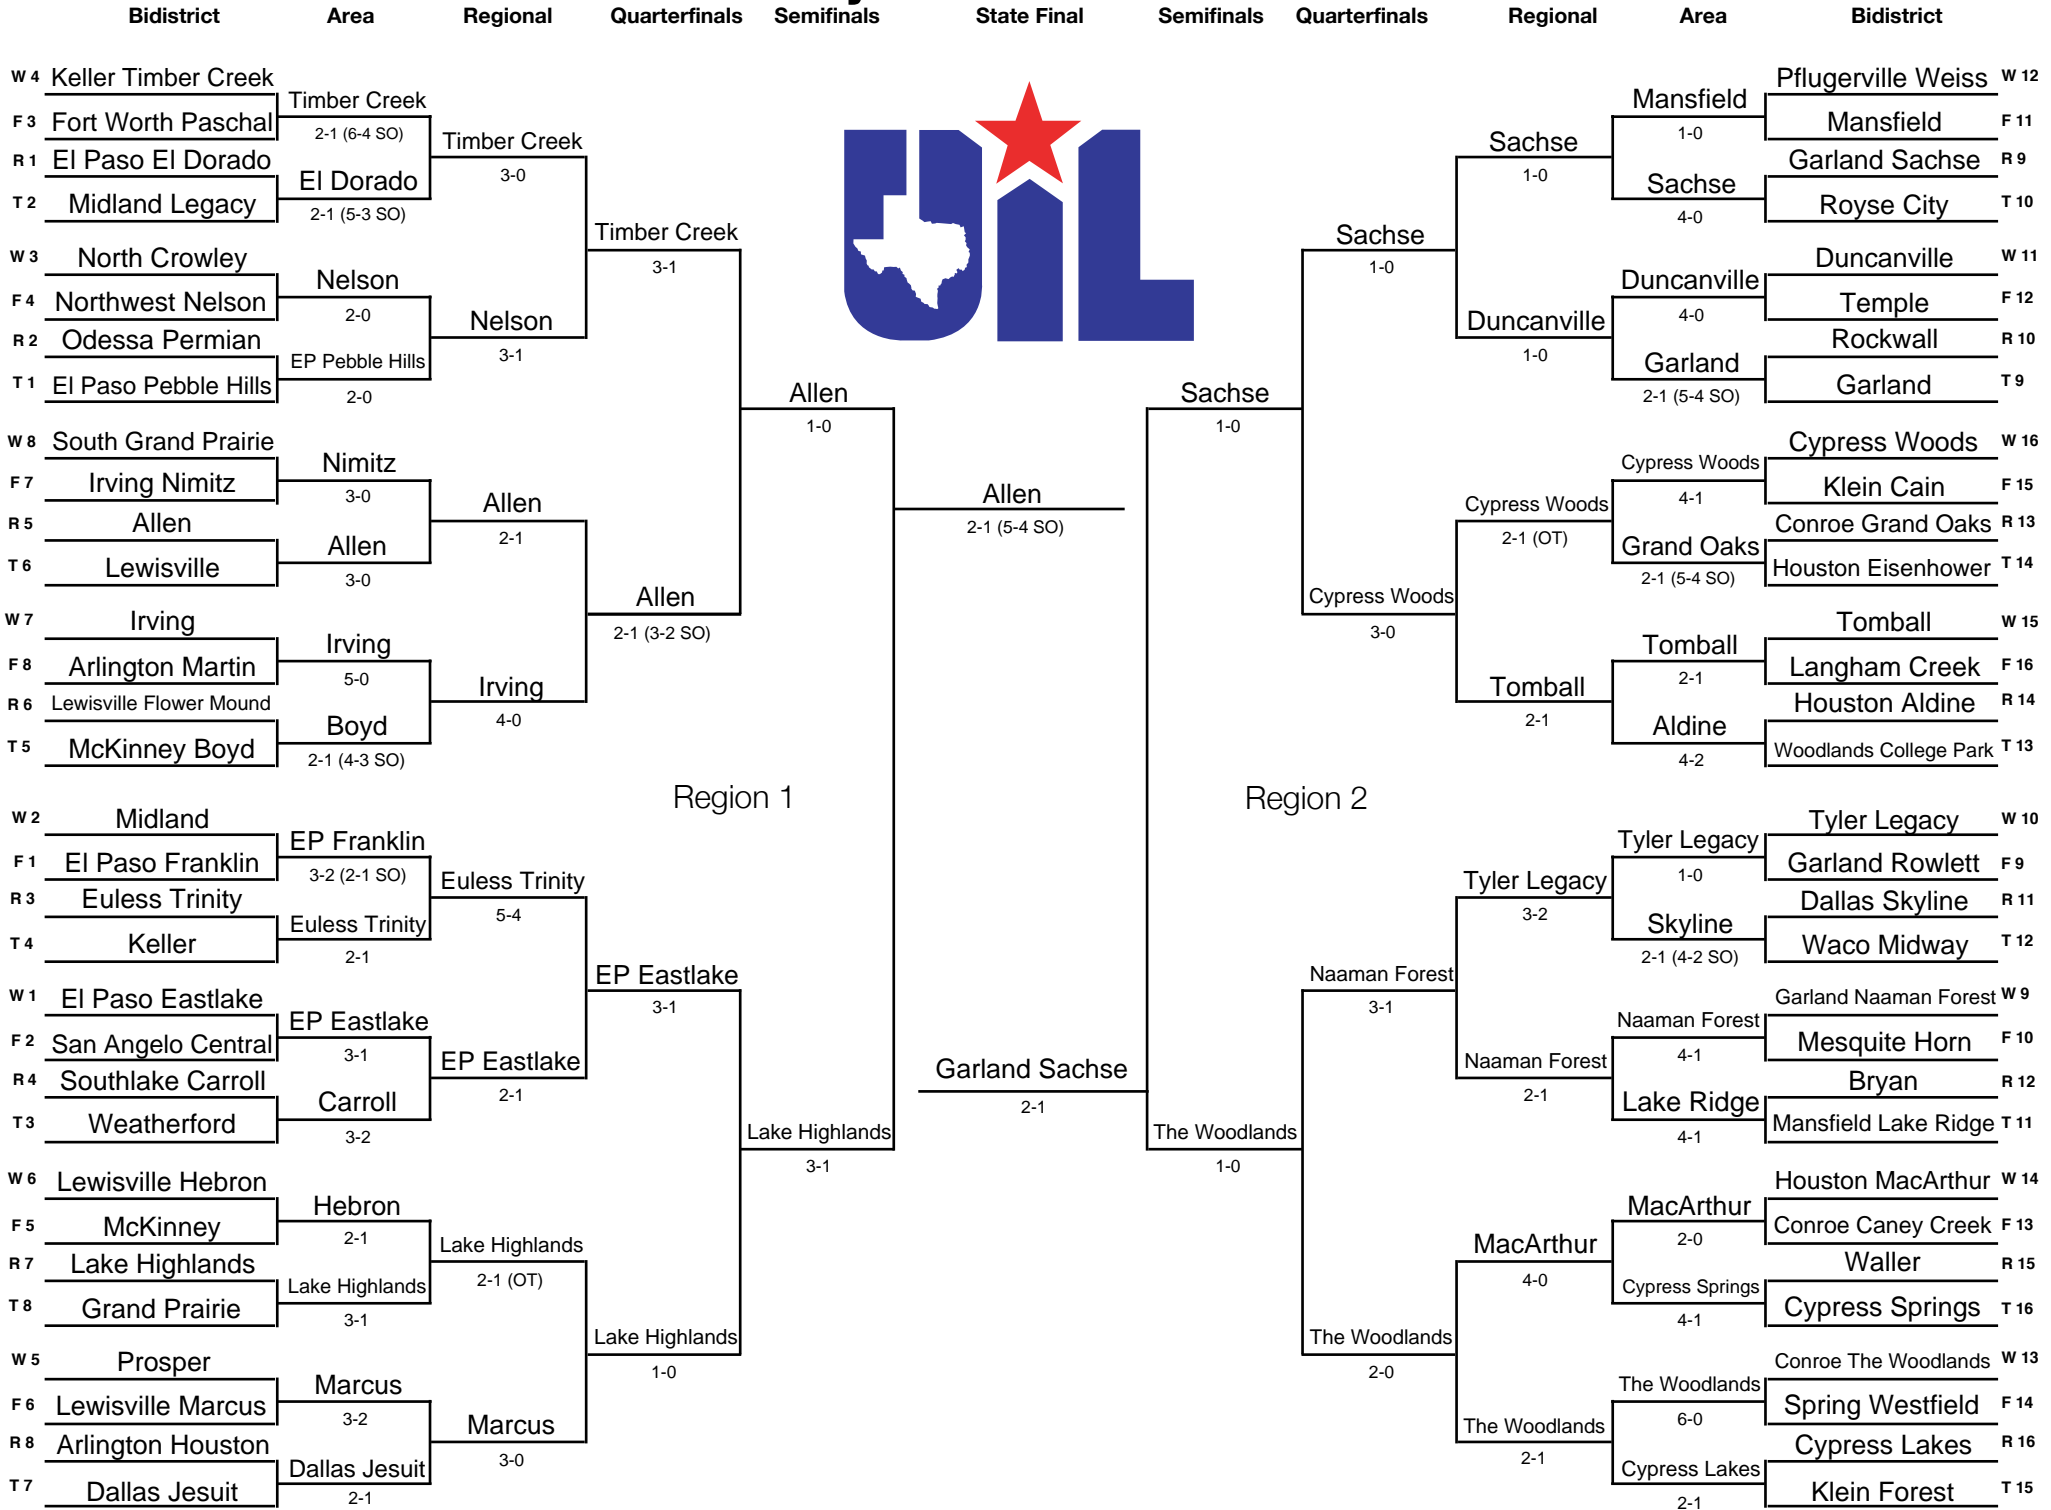 Bidistrict Area Regional Quarterfinals Semifinals State Final Semifinals Quarterfinals Regional Area Bidistrict
W 4 Keller Timber Creek
Timber Creek
F 3 Fort Worth Paschal
2-1 (6-4 SO)
Timber Creek
3-0
R 1 El Paso El Dorado
El Dorado
T 2 Midland Legacy
2-1 (5-3 SO)
Timber Creek
3-1
W 3 North Crowley
Nelson
F 4 Northwest Nelson
2-0
Nelson
3-1
R 2 Odessa Permian
EP Pebble Hills
T 1 El Paso Pebble Hills
2-0
Allen
1-0
W 8 South Grand Prairie
Nimitz
F 7 Irving Nimitz
3-0
Allen
2-1
R 5 Allen
Allen
T 6 Lewisville
3-0
Allen
2-1 (3-2 SO)
W 7 Irving
Irving
F 8 Arlington Martin
5-0
Irving
4-0
R 6 Lewisville Flower Mound
Boyd
T 5 McKinney Boyd
2-1 (4-3 SO)
Region 1
W 2 Midland
EP Franklin
F 1 El Paso Franklin
3-2 (2-1 SO)
Euless Trinity
5-4
R 3 Euless Trinity
Euless Trinity
T 4 Keller
2-1
EP Eastlake
3-1
W 1 El Paso Eastlake
EP Eastlake
F 2 San Angelo Central
3-1
EP Eastlake
2-1
R 4 Southlake Carroll
Carroll
T 3 Weatherford
3-2
Lake Highlands
3-1
W 6 Lewisville Hebron
Hebron
F 5 McKinney
2-1
Lake Highlands
2-1 (OT)
R 7 Lake Highlands
Lake Highlands
T 8 Grand Prairie
3-1
Lake Highlands
1-0
W 5 Prosper
Marcus
F 6 Lewisville Marcus
3-2
Marcus
3-0
R 8 Arlington Houston
Dallas Jesuit
T 7 Dallas Jesuit
2-1
UIL
Allen
2-1 (5-4 SO)
Garland Sachse
2-1
Pflugerville Weiss W 12
Mansfield
Mansfield F 11
1-0
Sachse
1-0
Garland Sachse R 9
Sachse
Royse City T 10
4-0
Sachse
1-0
Duncanville W 11
Duncanville
Temple F 12
4-0
Duncanville
1-0
Rockwall R 10
Garland
Garland T 9
2-1 (5-4 SO)
Sachse
1-0
Cypress Woods W 16
Cypress Woods
Klein Cain F 15
4-1
Cypress Woods
2-1 (OT)
Conroe Grand Oaks R 13
Grand Oaks
Houston Eisenhower T 14
2-1 (5-4 SO)
Cypress Woods
3-0
Tomball W 15
Tomball
Langham Creek F 16
2-1
Tomball
2-1
Houston Aldine R 14
Aldine
Woodlands College Park T 13
4-2
Region 2
Tyler Legacy W 10
Tyler Legacy
Garland Rowlett F 9
1-0
Tyler Legacy
3-2
Dallas Skyline R 11
Skyline
Waco Midway T 12
2-1 (4-2 SO)
Naaman Forest
3-1
Garland Naaman Forest W 9
Naaman Forest
Mesquite Horn F 10
4-1
Naaman Forest
2-1
Bryan R 12
Lake Ridge
Mansfield Lake Ridge T 11
4-1
The Woodlands
1-0
Houston MacArthur W 14
MacArthur
Conroe Caney Creek F 13
2-0
MacArthur
4-0
Waller R 15
Cypress Springs
Cypress Springs T 16
4-1
The Woodlands
2-0
Conroe The Woodlands W 13
The Woodlands
Spring Westfield F 14
6-0
The Woodlands
2-1
Cypress Lakes R 16
Cypress Lakes
Klein Forest T 15
2-1